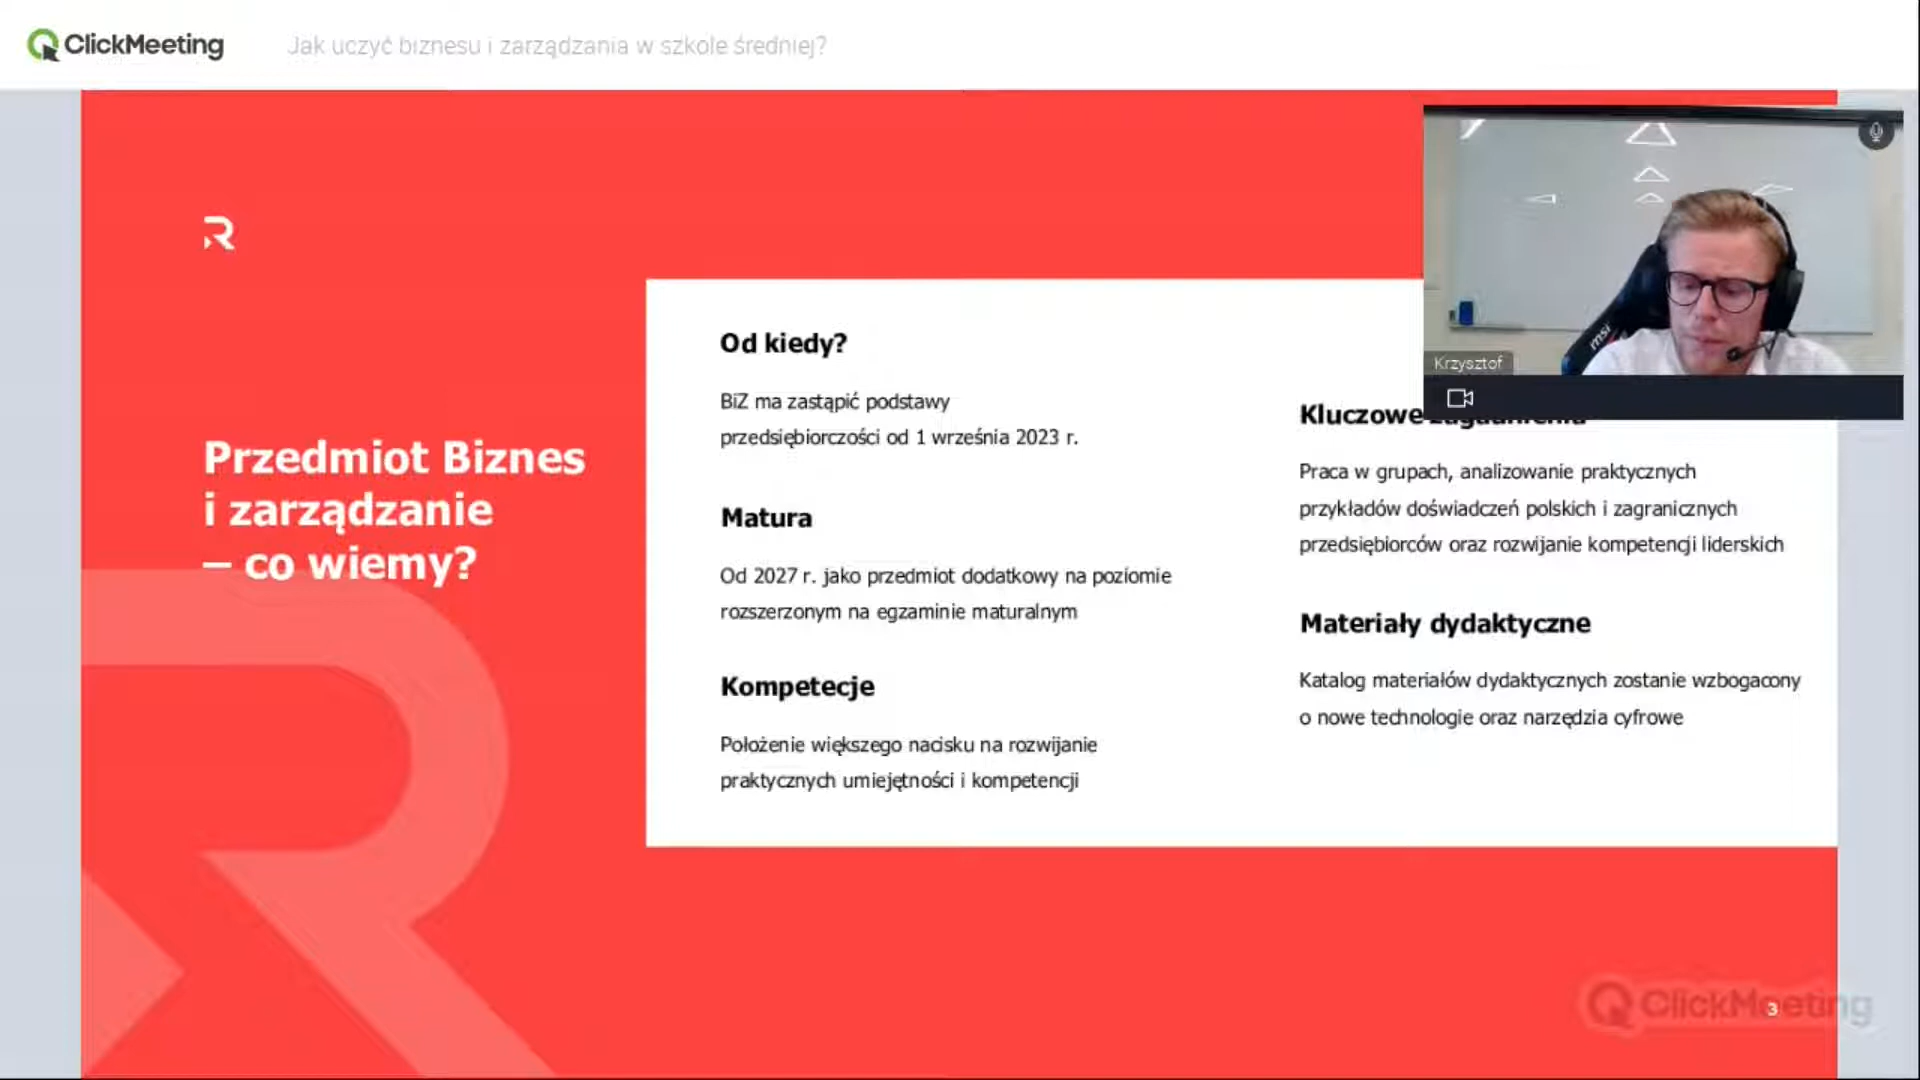 ClickMeeting
Jak uczyć biznesu i zarządzania w szkole średniej?
Przedmiot Biznes
i zarządzanie
– co wiemy?
Od kiedy?
BiZ ma zastąpić podstawy
przedsiębiorczości od 1 września 2023 r.
Matura
Od 2027 r. jako przedmiot dodatkowy na poziomie
rozszerzonym na egzaminie maturalnym
Kompetecje
Położenie większego nacisku na rozwijanie
praktycznych umiejętności i kompetencji
Kluczowe zagadnienia
Praca w grupach, analizowanie praktycznych
przykładów doświadczeń polskich i zagranicznych
przedsiębiorców oraz rozwijanie kompetencji liderskich
Materiały dydaktyczne
Katalog materiałów dydaktycznych zostanie wzbogacony
o nowe technologie oraz narzędzia cyfrowe
msi
Krzysztof
ClickMeeting
3